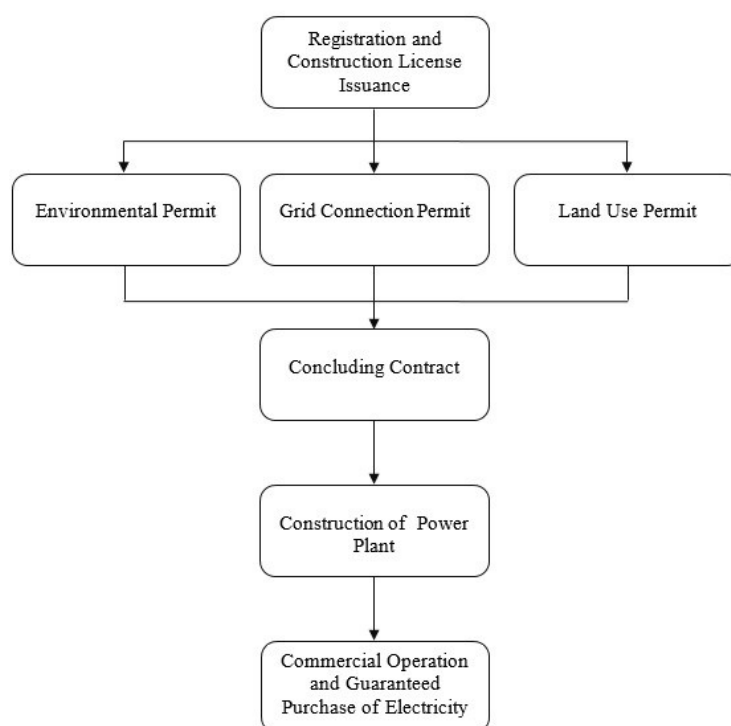 Registration and
Construction License
Issuance
Environmental Permit
Grid Connection Permit
Land Use Permit
Concluding Contract
Construction of Power
Plant
Commercial Operation
and Guaranteed
Purchase of Electricity